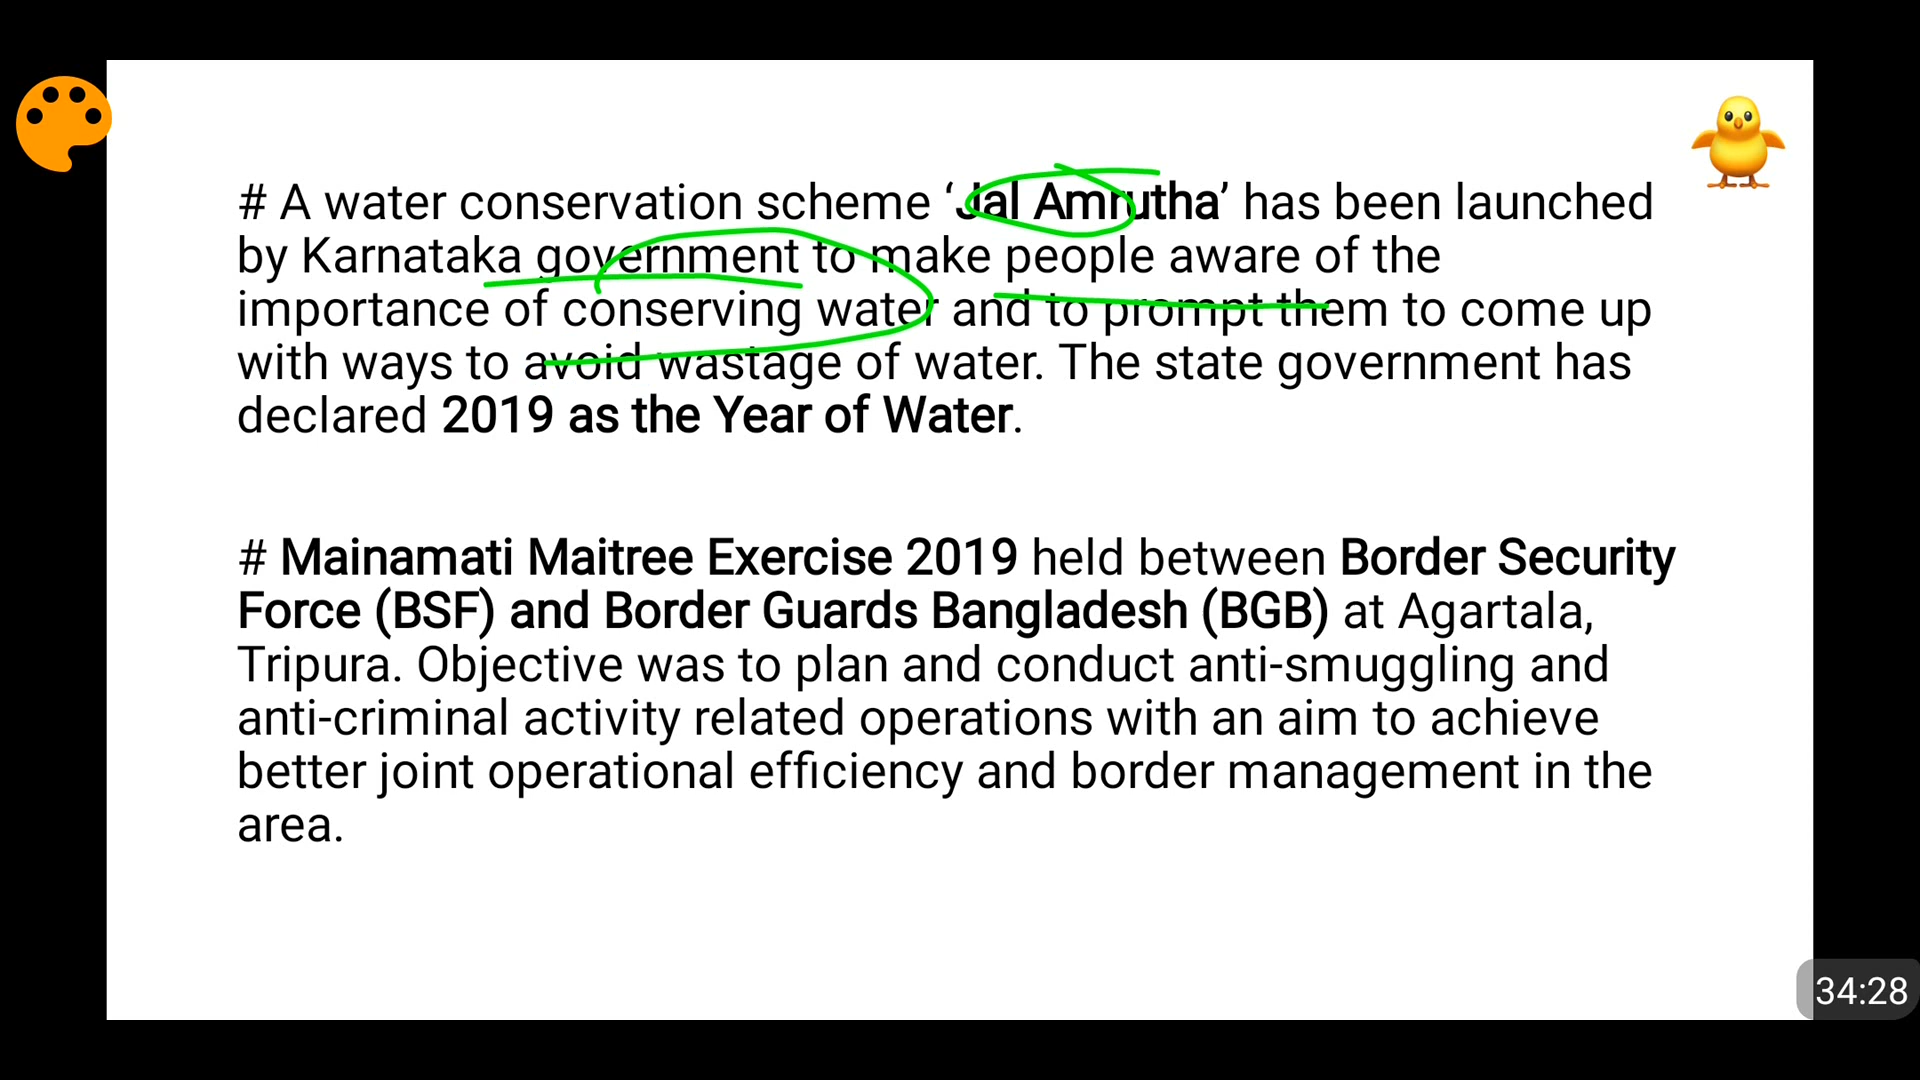 # A water conservation scheme ‘Jal Amrutha’ has been launched
by Karnataka government to make people aware of the
importance of conserving water and to prompt them to come up
with ways to avoid wastage of water. The state government has
declared 2019 as the Year of Water.
# Mainamati Maitree Exercise 2019 held between Border Security
Force (BSF) and Border Guards Bangladesh (BGB) at Agartala,
Tripura. Objective was to plan and conduct anti-smuggling and
anti-criminal activity related operations with an aim to achieve
better joint operational efficiency and border management in the
area.
34:28